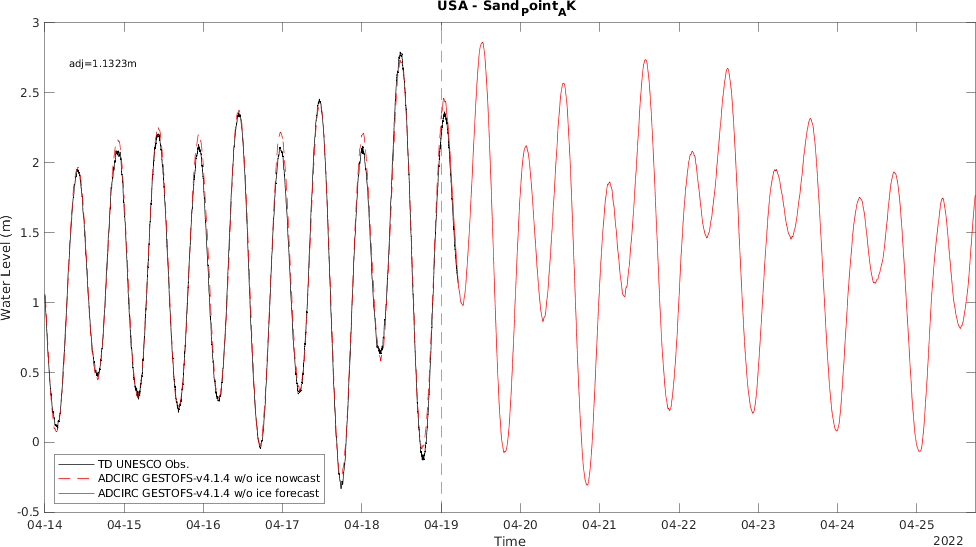 USA - Sand_Point_AK
adj=1.1323m
3
2.5
2
1.5
1
0.5
0
-0.5
Water Level (m)
TD UNESCO Obs.
ADCIRC GESTOFS-v4.1.4 w/o ice nowcast
ADCIRC GESTOFS-v4.1.4 w/o ice forecast
04-14 04-15 04-16 04-17 04-18 04-19 04-20 04-21 04-22 04-23 04-24 04-25
Time
2022